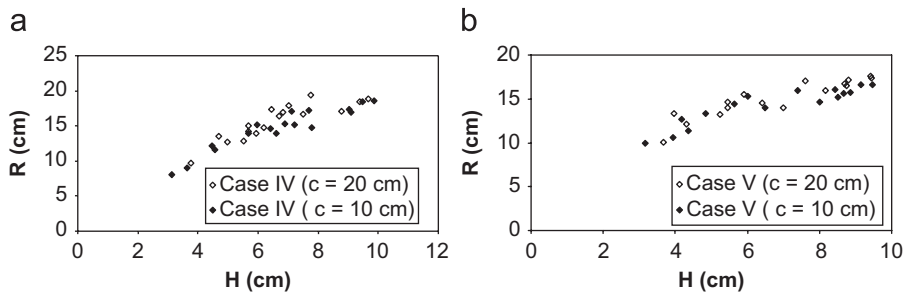 a
25
20
15
10
5
0
R (cm)
0 2 4 6 8 10 12
H (cm)
Case IV (c = 20 cm)
Case IV ( c = 10 cm)
b
20
15
10
5
0
R (cm)
0 2 4 6 8 10
H (cm)
Case V (c = 20 cm)
Case V ( c = 10 cm)